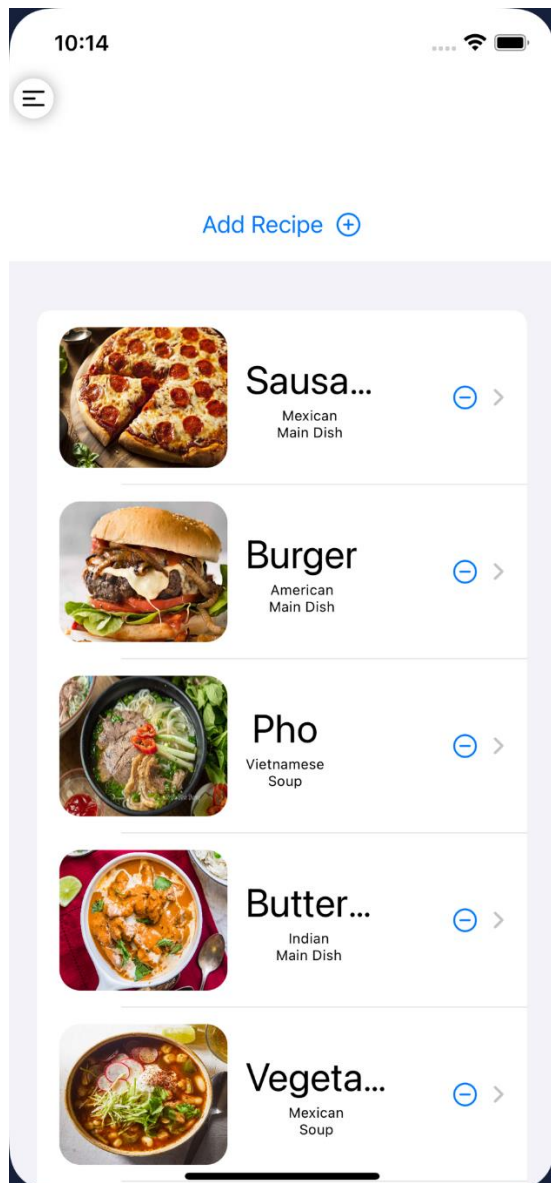 10:14
Add Recipe
Sausa...
Mexican
Main Dish
Burger
American
Main Dish
Pho
Vietnamese
Soup
Butter...
Indian
Main Dish
Vegeta...
Mexican
Soup